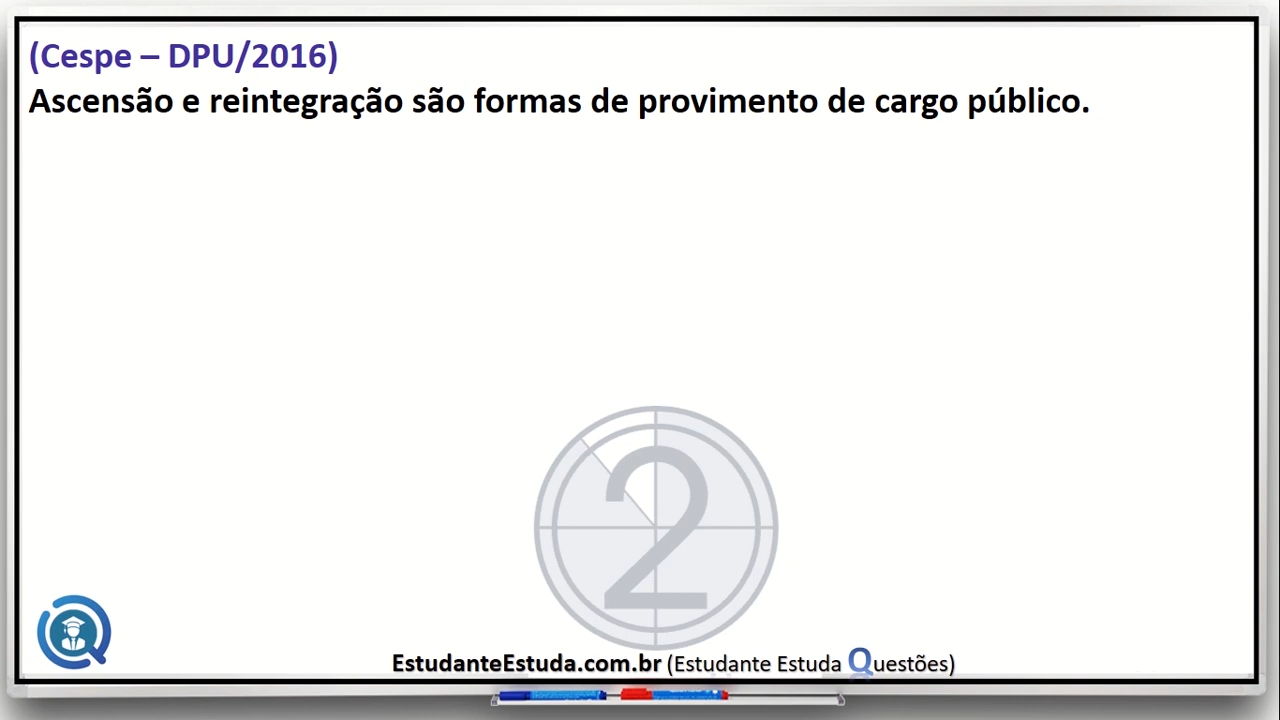 (Cespe – DPU/2016)
Ascensão e reintegração são formas de provimento de cargo público.
2
EstudanteEstuda.com.br (Estudante Estuda Questões)